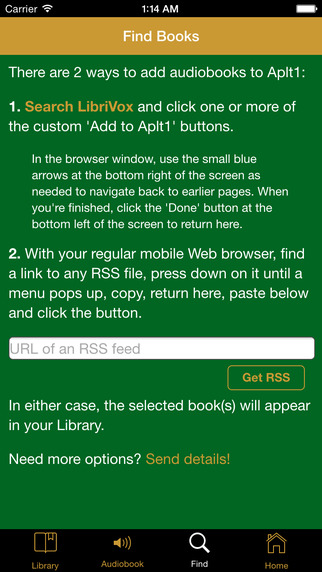 Carrier 1:14 AM
Find Books
There are 2 ways to add audiobooks to Aplt1:
1. Search LibriVox and click one or more of
the custom 'Add to Aplt1' buttons.
In the browser window, use the small blue
arrows at the bottom right of the screen as
needed to navigate back to earlier pages. When
you're finished, click the 'Done' button at the
bottom left of the screen to return here.
2. With your regular mobile Web browser, find
a link to any RSS file, press down on it until a
menu pops up, copy, return here, paste below
and click the button.
URL of an RSS feed
Get RSS
In either case, the selected book(s) will appear
in your Library.
Need more options? Send details!
Library Audiobook Find Home